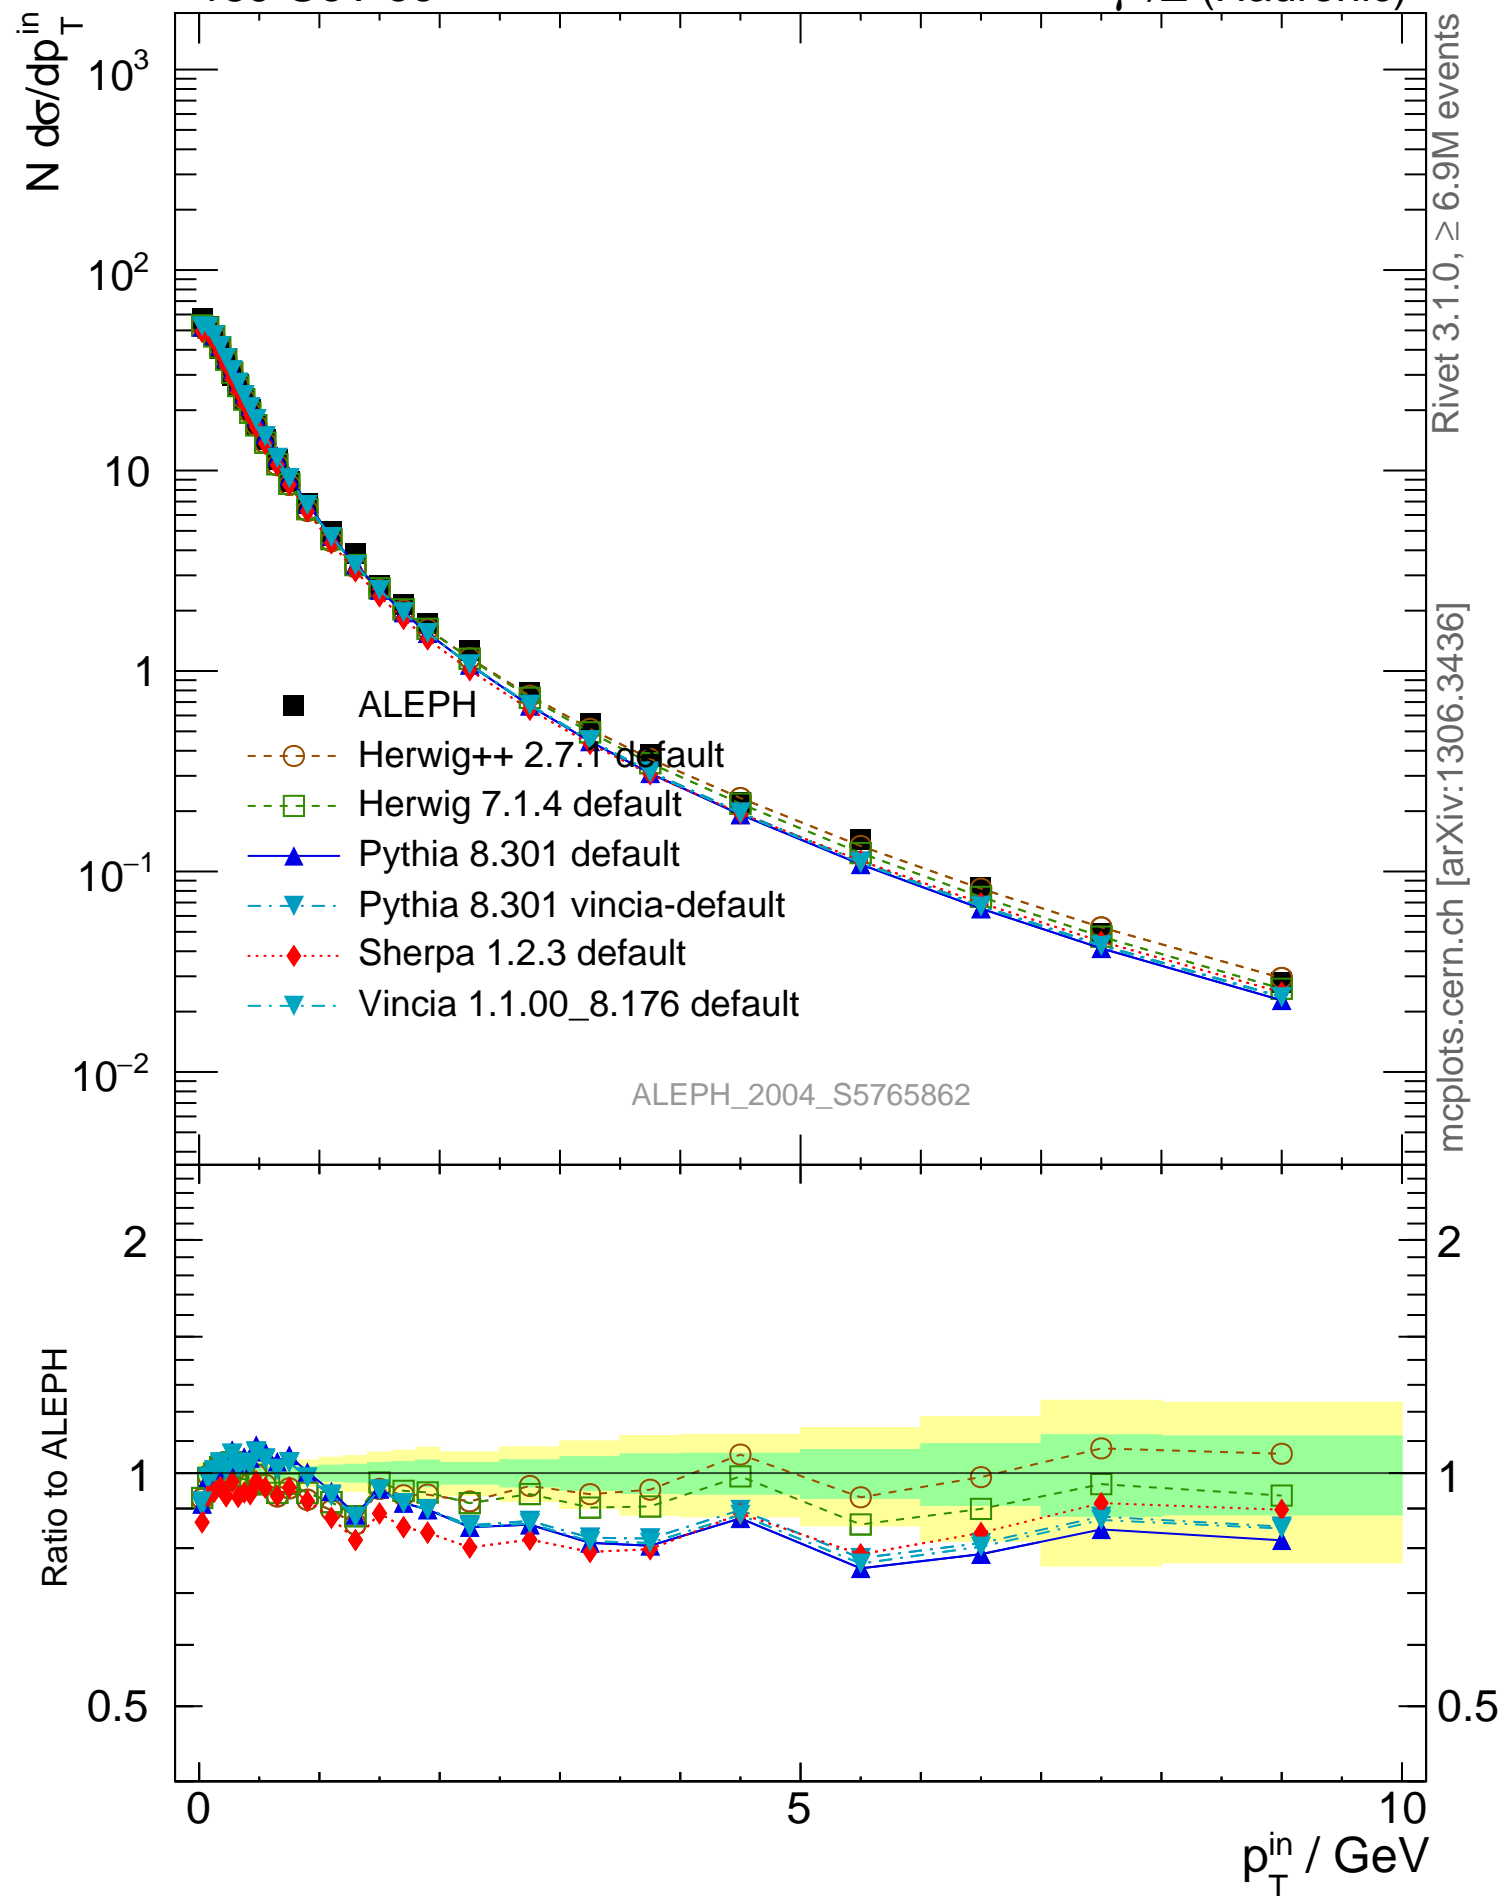 N dσ/dp_T^in
10^3
10^2
10
1
10^−1
10^−2
ALEPH
Herwig++ 2.7.1 default
Herwig 7.1.4 default
Pythia 8.301 default
Pythia 8.301 vincia-default
Sherpa 1.2.3 default
Vincia 1.1.00_8.176 default
ALEPH_2004_S5765862
Rivet 3.1.0, ≥ 6.9M events
mcplots.cern.ch [arXiv:1306.3436]
Ratio to ALEPH
2
1
0.5
2
1
0.5
0
5
10
p_T^in / GeV